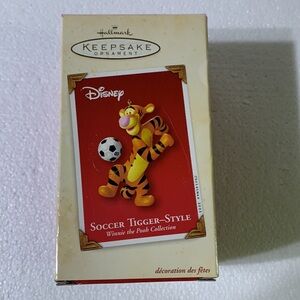 Hallmark
KEEPSAKE
ORNAMENT
Disney
SOCCER TIGGER–STYLE
Winnie the Pooh Collection
décoration des fêtes